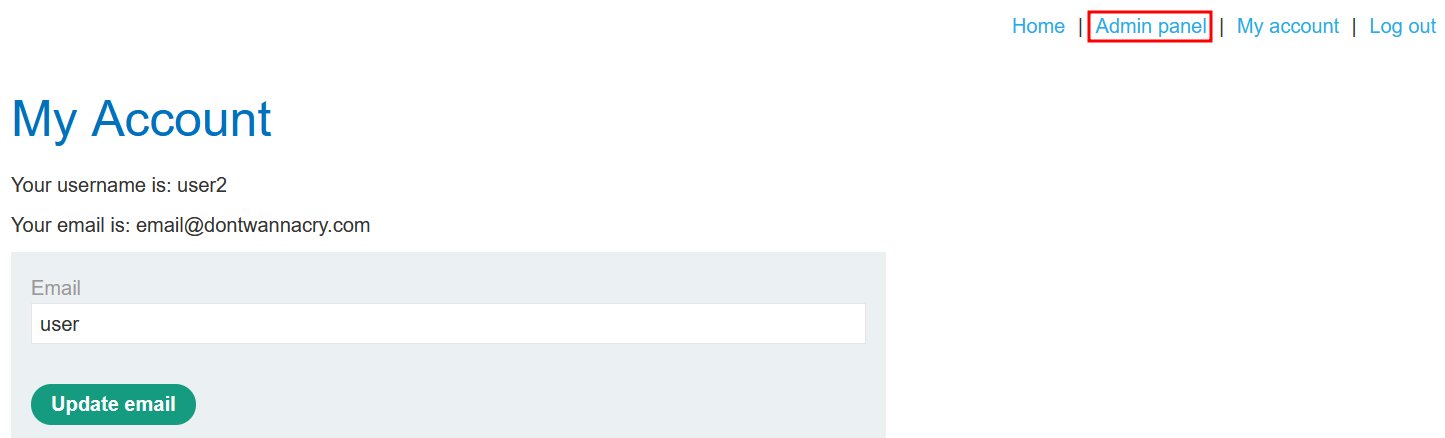 Home | Admin panel | My account | Log out
My Account
Your username is: user2
Your email is: email@dontwannacry.com
Email
user
Update email